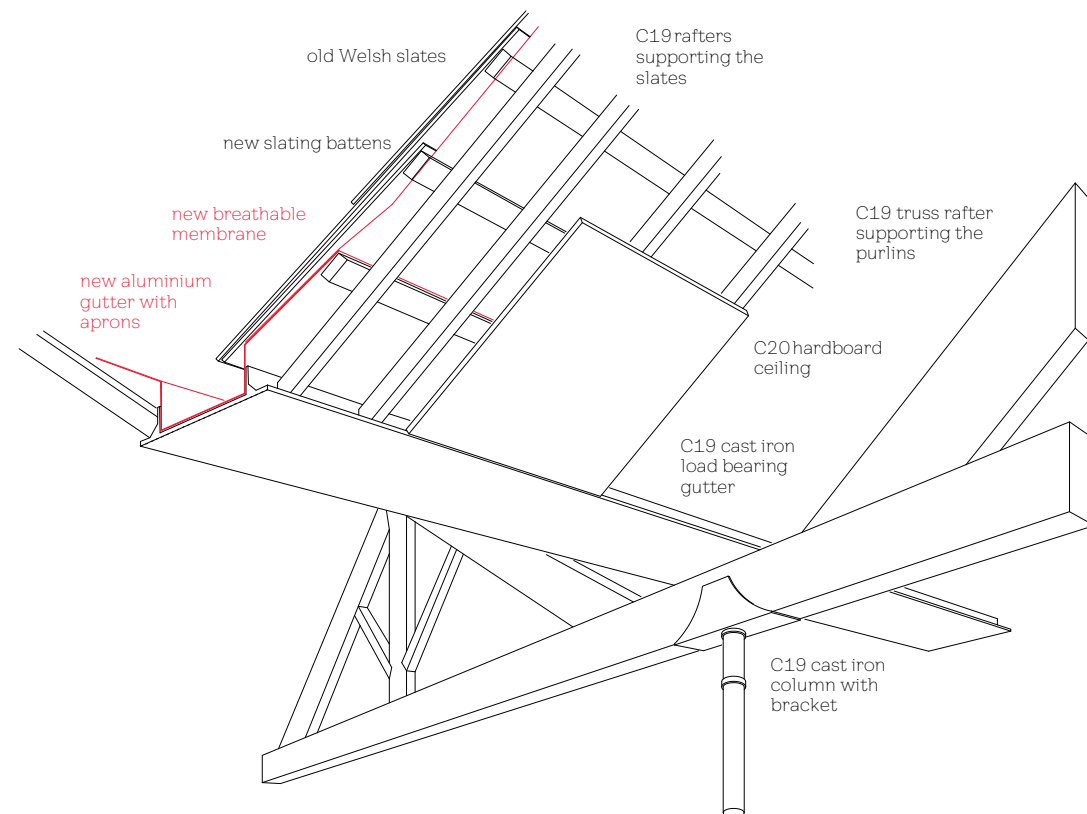 old Welsh slates
C19 rafters
supporting the
slates
new slating battens
new breathable
membrane
C19 truss rafter
supporting the
purlins
new aluminium
gutter with
aprons
C20 hardboard
ceiling
C19 cast iron
load bearing
gutter
C19 cast iron
column with
bracket